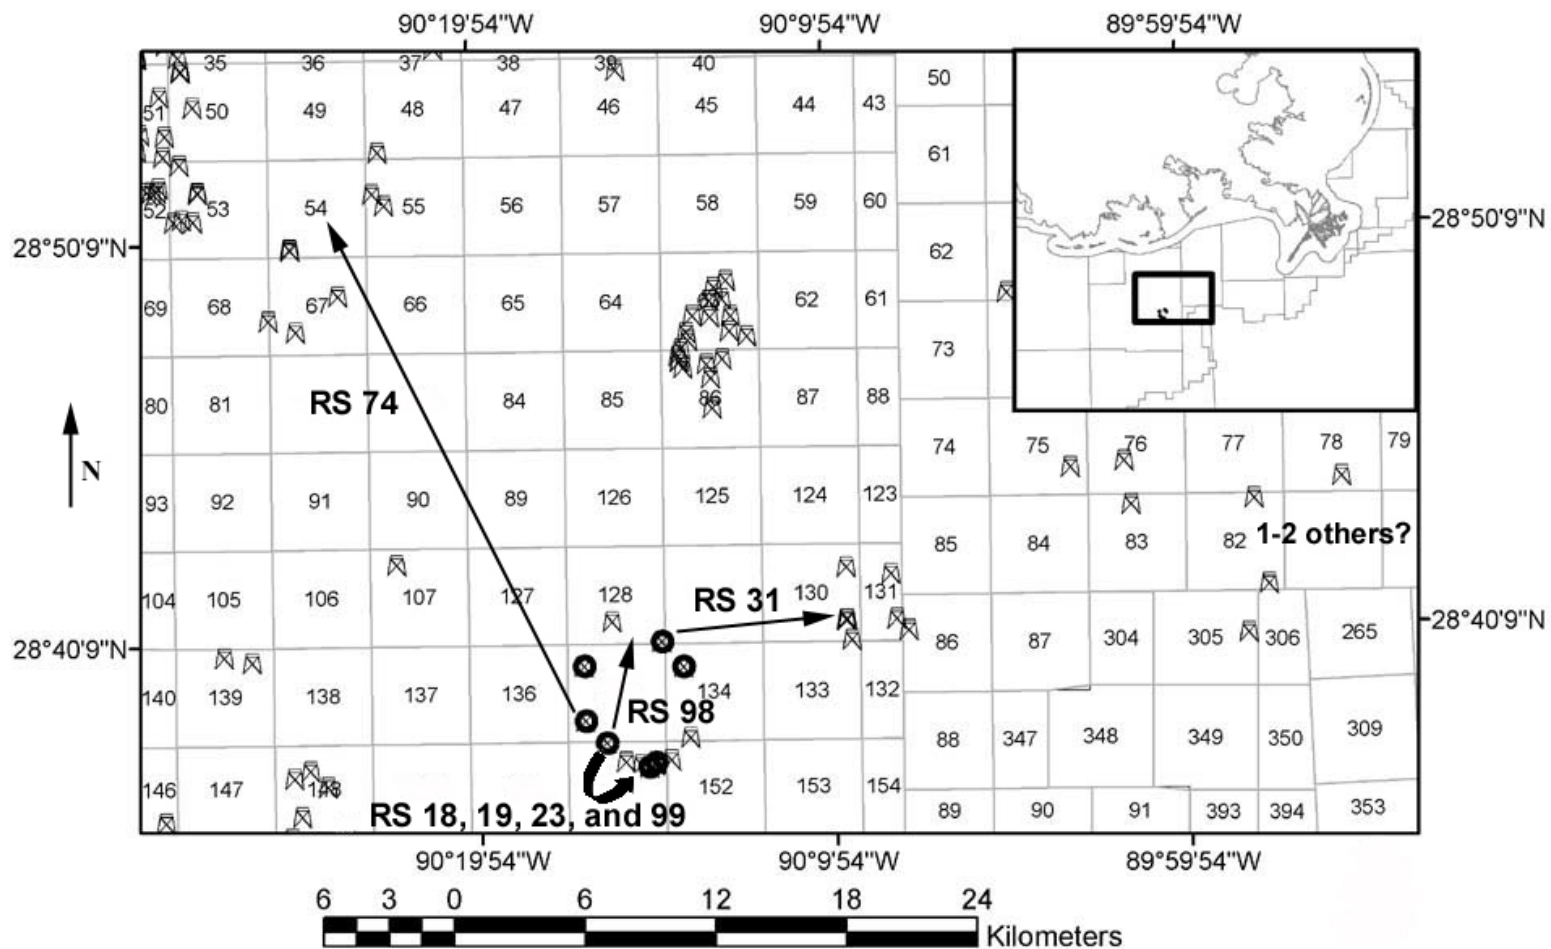 90°19'54"W 90°9'54"W 89°59'54"W
35 36 37 38 39 40
50
51 50 49 48 47 46 45 44 43
61
52 53 54 55 56 57 58 59 60
28°50'9"N 28°50'9"N
62
69 68 67 66 65 64 62 61
73
80 81 RS 74 84 85 86 87 88
74 75 76 77 78 79
N
93 92 91 90 89 126 125 124 123
85 84 83 82 1-2 others?
104 105 106 107 127 128 RS 31 130 131
28°40'9"N 28°40'9"N
86 87 304 305 306 265
140 139 138 137 136 134 133 132
RS 98
88 347 348 349 350 309
146 147 148 152 153 154
RS 18, 19, 23, and 99
89 90 91 393 394 353
90°19'54"W 90°9'54"W 89°59'54"W
6 3 0 6 12 18 24
Kilometers